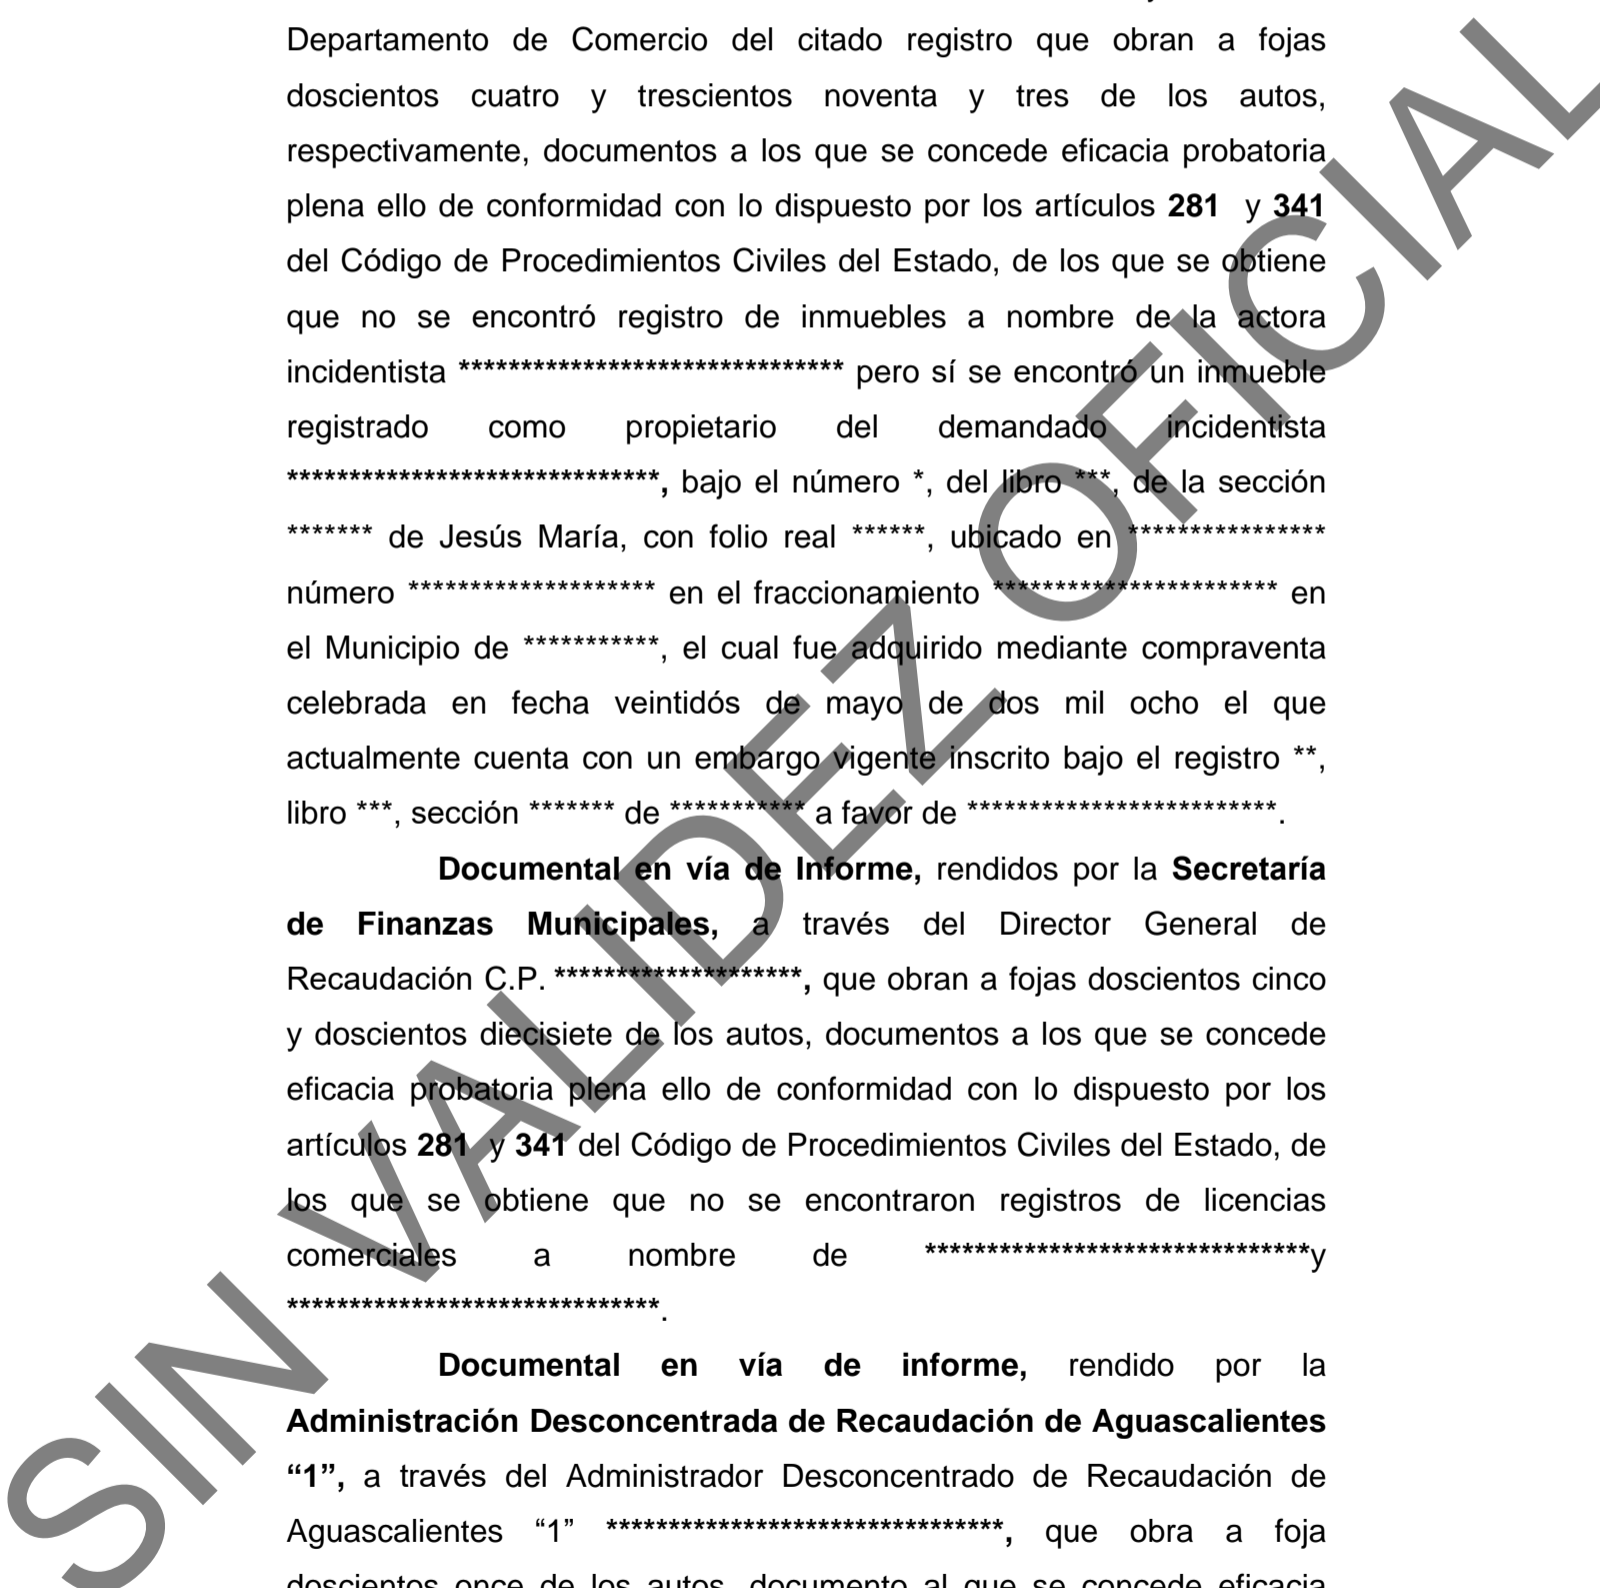 Departamento de Comercio del citado registro que obran a fojas
doscientos cuatro y trescientos noventa y tres de los autos,
respectivamente, documentos a los que se concede eficacia probatoria
plena ello de conformidad con lo dispuesto por los artículos 281 y 341
del Código de Procedimientos Civiles del Estado, de los que se obtiene
que no se encontró registro de inmuebles a nombre de la actora
incidentista ******************************* pero sí se encontró un inmueble
registrado como propietario del demandado incidentista
******************************, bajo el número *, del libro ***, de la sección
******* de Jesús María, con folio real ******, ubicado en ****************
número ******************** en el fraccionamiento *********************** en
el Municipio de ***********, el cual fue adquirido mediante compraventa
celebrada en fecha veintidós de mayo de dos mil ocho el que
actualmente cuenta con un embargo vigente inscrito bajo el registro **,
libro ***, sección ******* de *********** a favor de *************************.
Documental en vía de Informe, rendidos por la Secretaría
de Finanzas Municipales, a través del Director General de
Recaudación C.P. ********************, que obran a fojas doscientos cinco
y doscientos diecisiete de los autos, documentos a los que se concede
eficacia probatoria plena ello de conformidad con lo dispuesto por los
artículos 281 y 341 del Código de Procedimientos Civiles del Estado, de
los que se obtiene que no se encontraron registros de licencias
comerciales a nombre de *******************************y
******************************.
Documental en vía de informe, rendido por la
Administración Desconcentrada de Recaudación de Aguascalientes
“1”, a través del Administrador Desconcentrado de Recaudación de
Aguascalientes “1” ********************************, que obra a foja
doscientos once de los autos, documento al que se concede eficacia
SIN VALIDEZ OFICIAL